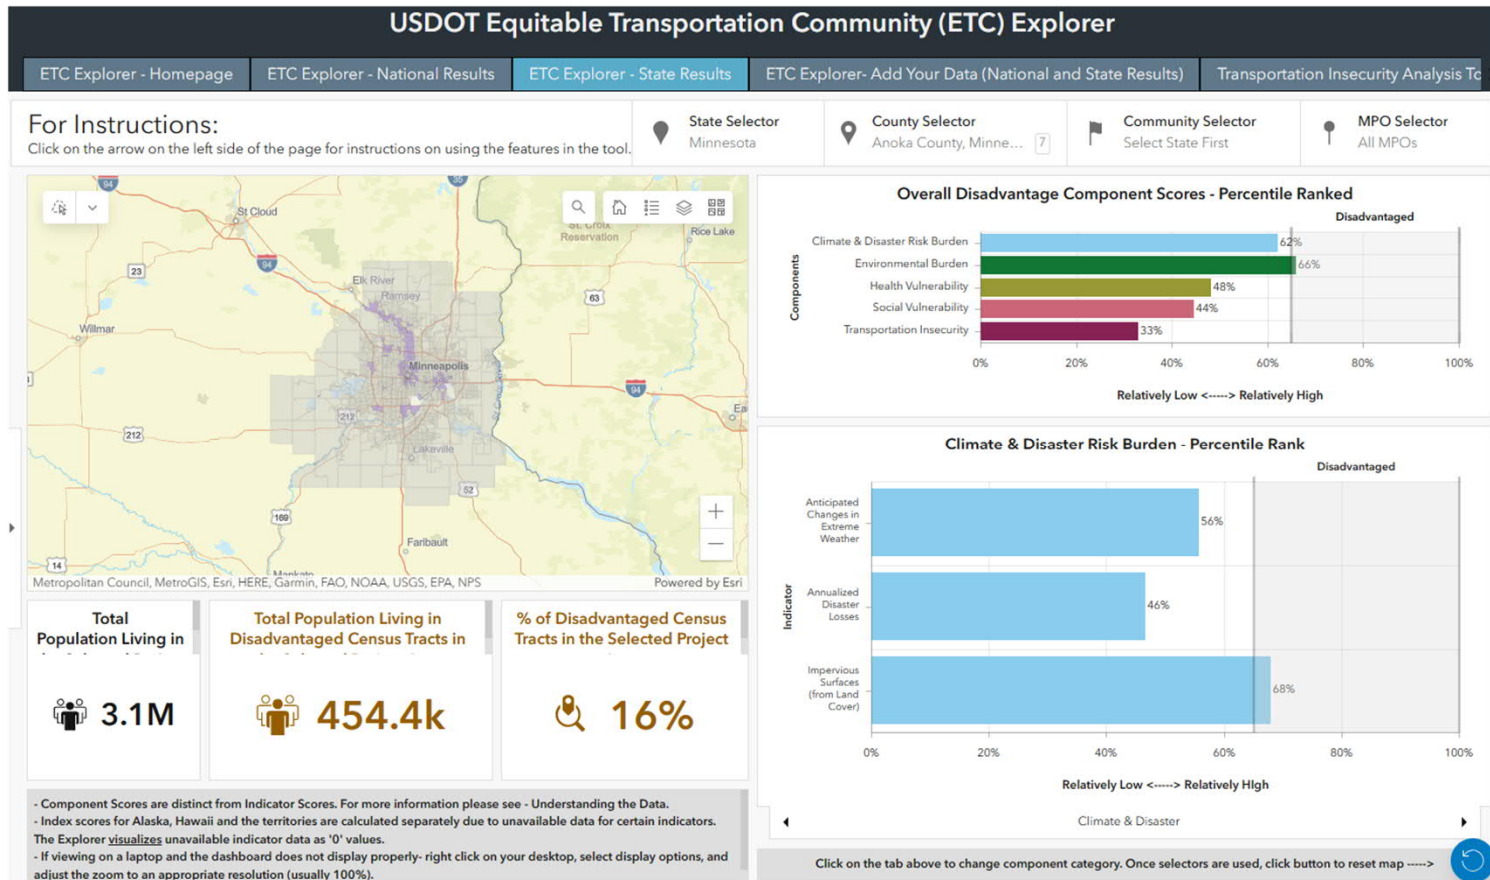 USDOT Equitable Transportation Community (ETC) Explorer
ETC Explorer - Homepage
ETC Explorer - National Results
ETC Explorer - State Results
ETC Explorer- Add Your Data (National and State Results)
Transportation Insecurity Analysis To
For Instructions:
Click on the arrow on the left side of the page for instructions on using the features in the tool.
State Selector
Minnesota
County Selector
Anoka County, Minne... 7
Community Selector
Select State First
MPO Selector
All MPOs
94
35
St Cloud
St. Croix
Reservation
Rice Lake
94
23
Elk River
Ramsey
63
Willmar
Minneapolis
94
212
212
Lakeville
52
169
Faribault
14
Mankato
Metropolitan Council, MetroGIS, Esri, HERE, Garmin, FAO, NOAA, USGS, EPA, NPS
Powered by Esri
Total
Population Living in
3.1M
Total Population Living in
Disadvantaged Census Tracts in
454.4k
% of Disadvantaged Census
Tracts in the Selected Project
16%
- Component Scores are distinct from Indicator Scores. For more information please see - Understanding the Data.
- Index scores for Alaska, Hawaii and the territories are calculated separately due to unavailable data for certain indicators.
The Explorer visualizes unavailable indicator data as '0' values.
- If viewing on a laptop and the dashboard does not display properly- right click on your desktop, select display options, and
adjust the zoom to an appropriate resolution (usually 100%).
Overall Disadvantage Component Scores - Percentile Ranked
Disadvantaged
Components
Climate & Disaster Risk Burden 62%
Environmental Burden 66%
Health Vulnerability 48%
Social Vulnerability 44%
Transportation Insecurity 33%
0% 20% 40% 60% 80% 100%
Relatively Low <-----> Relatively High
Climate & Disaster Risk Burden - Percentile Rank
Disadvantaged
Indicator
Anticipated
Changes in
Extreme
Weather
56%
Annualized
Disaster
Losses
46%
Impervious
Surfaces
(from Land
Cover)
68%
0% 20% 40% 60% 80% 100%
Relatively Low <-----> Relatively HIgh
Climate & Disaster
Click on the tab above to change component category. Once selectors are used, click button to reset map ----->